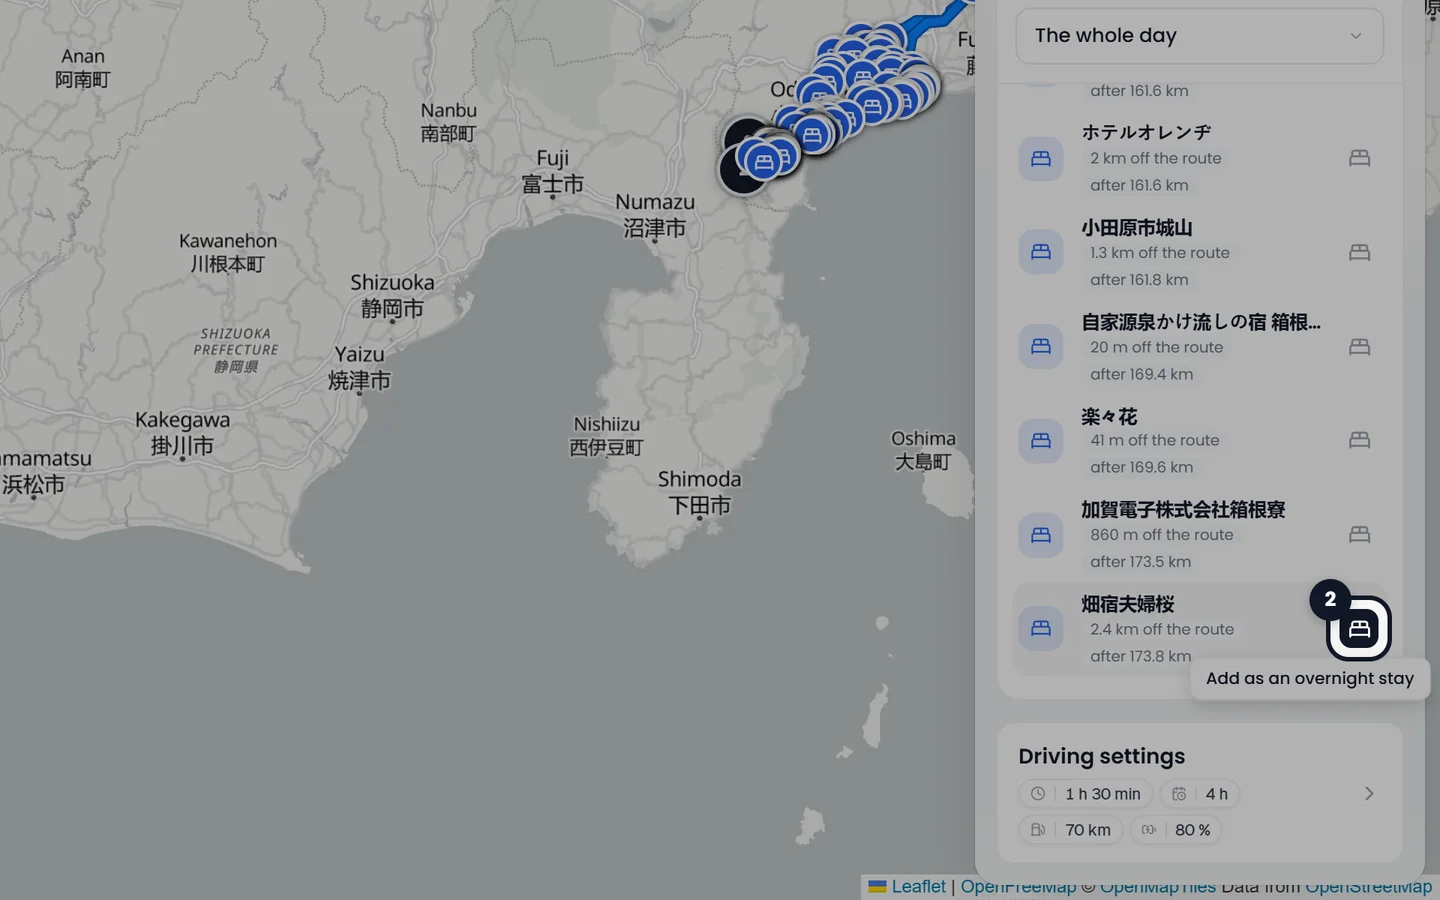 Anan
阿南町
Nanbu
南部町
Fuji
富士市
Numazu
沼津市
Kawanehon
川根本町
Shizuoka
静岡市
SHIZUOKA
PREFECTURE
静岡県
Yaizu
焼津市
Kakegawa
掛川市
浜松市
Nishiizu
西伊豆町
Shimoda
下田市
Oshima
大島町
The whole day
after 161.6 km
ホテルオレンヂ
2 km off the route
after 161.6 km
小田原市城山
1.3 km off the route
after 161.8 km
自家源泉かけ流しの宿 箱根...
20 m off the route
after 169.4 km
楽々花
41 m off the route
after 169.6 km
加賀電子株式会社箱根寮
860 m off the route
after 173.5 km
畑宿夫婦桜
2.4 km off the route
after 173.8 km
2
Add as an overnight stay
Driving settings
1 h 30 min
4 h
70 km
80 %
Leaflet | OpenFreeMap © OpenMapTiles Data from OpenStreetMap